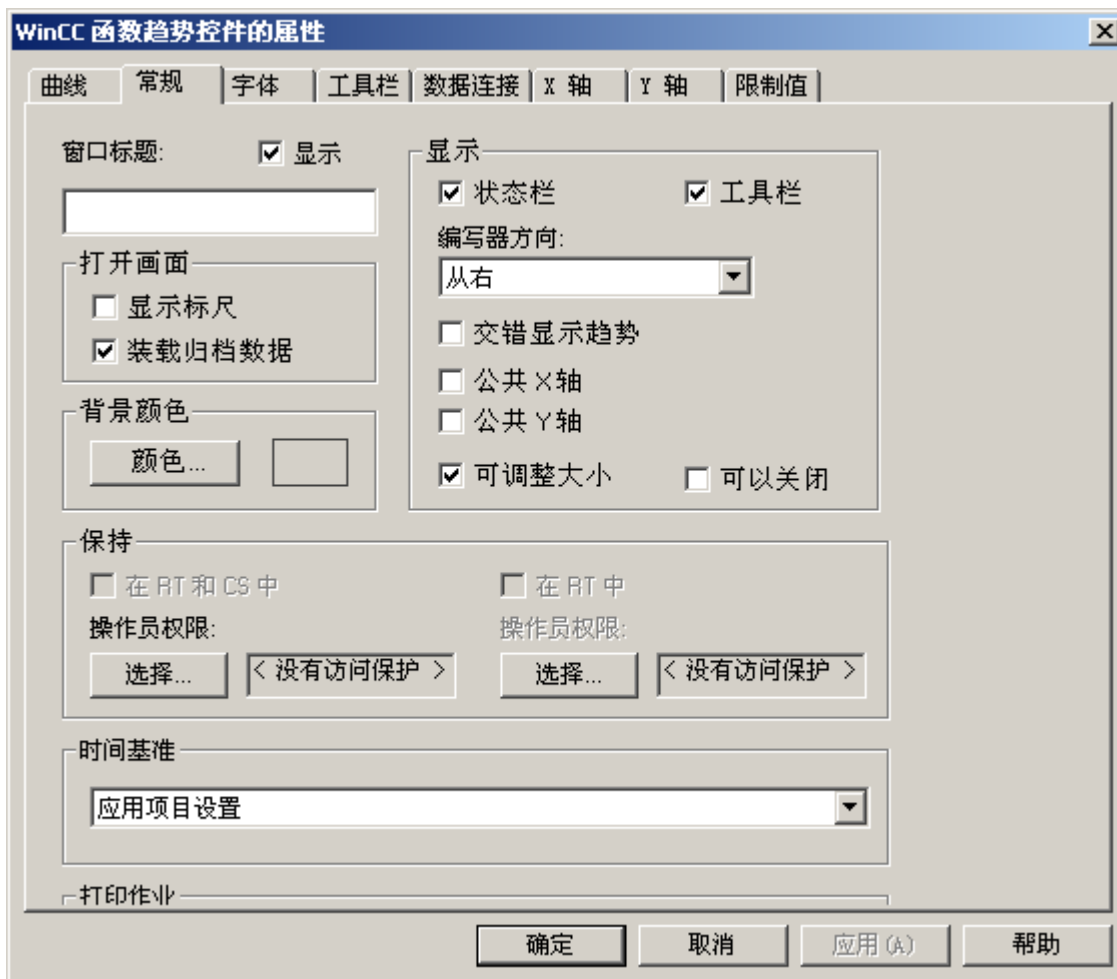 WinCC 函数趋势控件的属性
曲线 常规 字体 工具栏 数据连接 X 轴 Y 轴 限制值
窗口标题: 显示
显示
状态栏 工具栏
编写器方向:
从右
打开画面
显示标尺
装载归档数据
交错显示趋势
公共 X 轴
公共 Y 轴
背景颜色
颜色...
可调整大小 可以关闭
保持
在 RT 和 CS 中 在 RT 中
操作员权限: 操作员权限:
选择... < 没有访问保护 > 选择... < 没有访问保护 >
时间基准
应用项目设置
打印作业
确定 取消 应用(A) 帮助